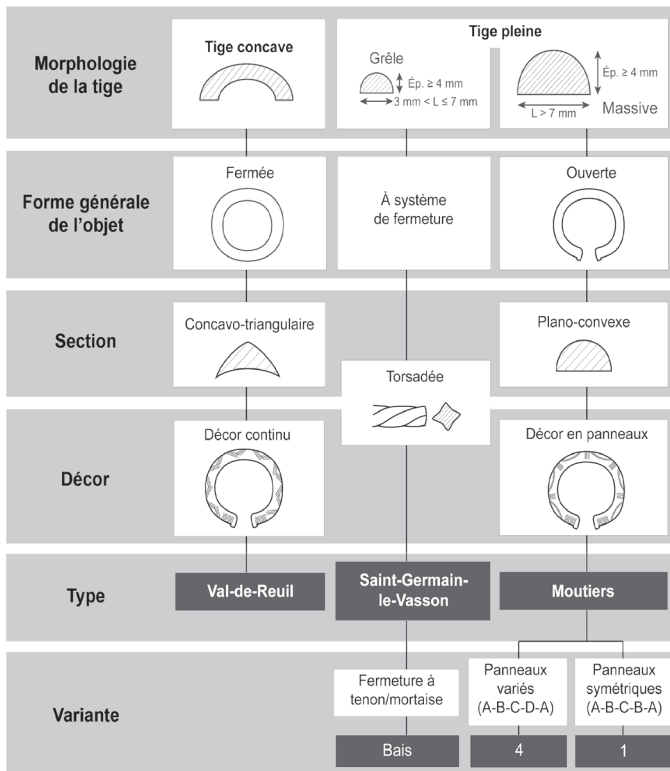 Morphologie
de la tige
Tige concave
Tige pleine
Grêle
Ép. ≥ 4 mm
3 mm < L ≤ 7 mm
Ép. ≥ 4 mm
L > 7 mm
Massive
Forme générale
de l'objet
Fermée
À système
de fermeture
Ouverte
Section
Concavo-triangulaire
Torsadée
Plano-convexe
Décor
Décor continu
Décor en panneaux
Type
Val-de-Reuil
Saint-Germain-
le-Vasson
Moutiers
Variante
Fermeture à
tenon/mortaise
Panneaux
variés
(A-B-C-D-A)
Panneaux
symétriques
(A-B-C-B-A)
Bais
4
1